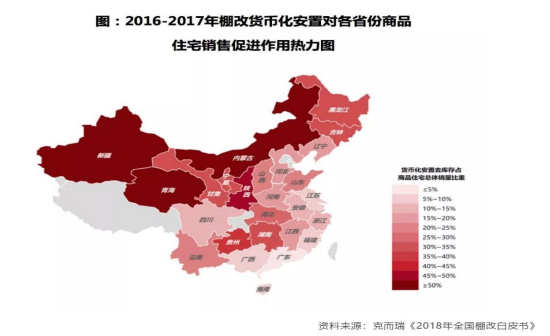 图：2016-2017年棚改货币化安置对各省份商品
住宅销售促进作用热力图
黑龙江
吉林
辽宁
新疆
内蒙古
河北
山西
山东
青海
甘肃
陕西
河南
江苏
安徽
四川
湖北
浙江
湖南
江西
贵州
福建
云南
广西
广东
海南
货币化安置去库存占
商品住宅总体销量比重
≤5%
5%~10%
10%~15%
15%~20%
20%~25%
25%~30%
30%~35%
35%~40%
40%~45%
45%~50%
≥50%
资料来源：克而瑞《2018年全国棚改白皮书》